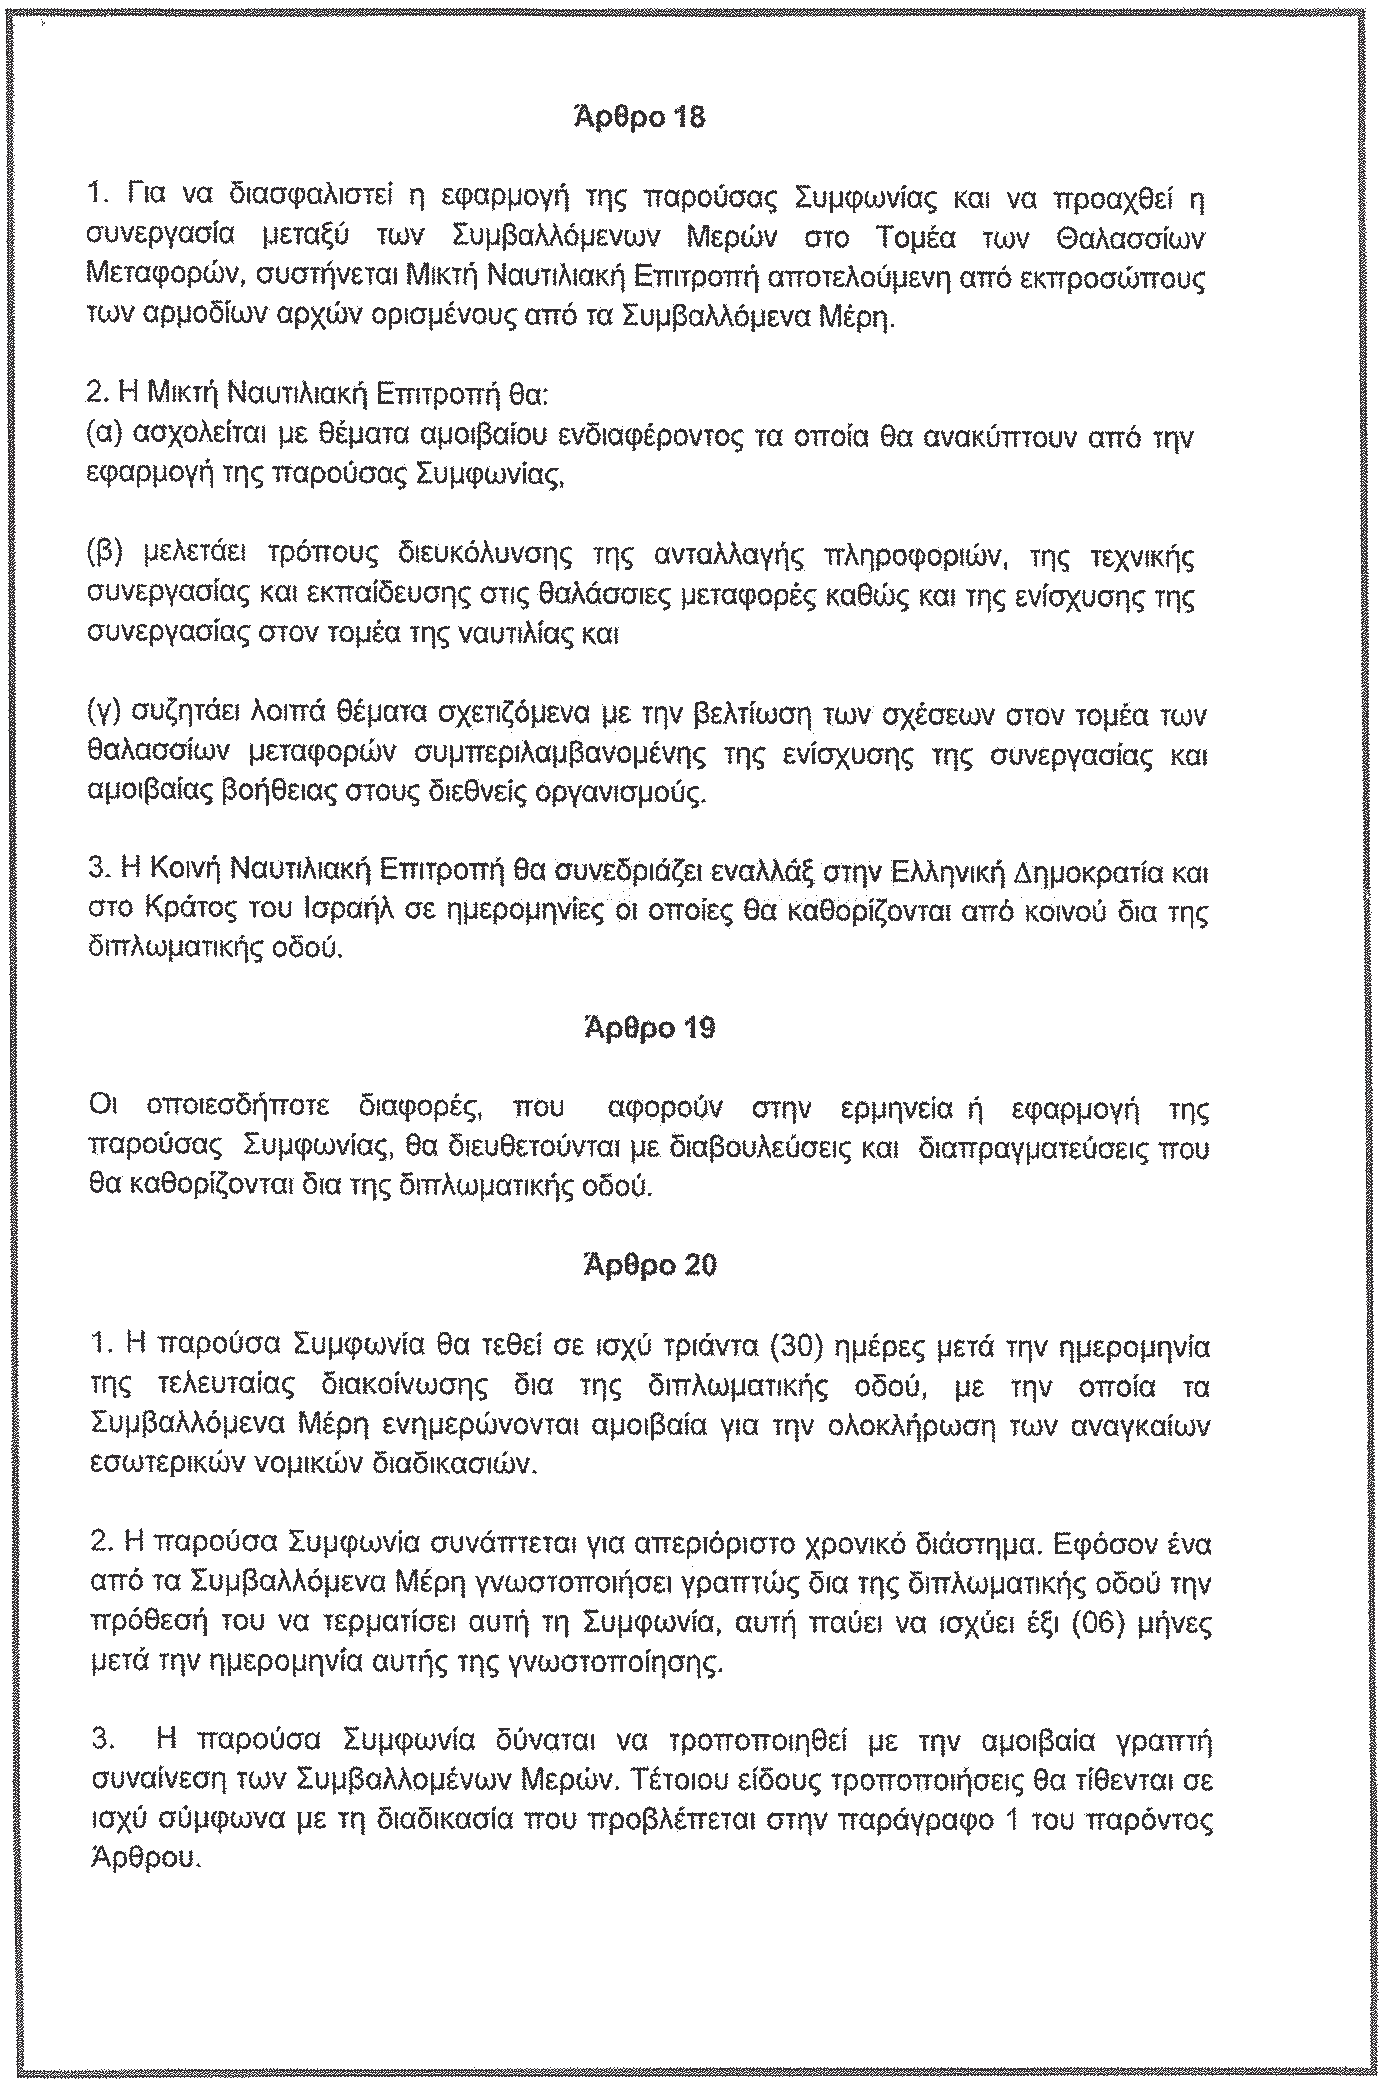 Άρθρο 18
1. Για να διασφαλιστεί η εφαρμογή της παρούσας Συμφωνίας και να προαχθεί η
συνεργασία μεταξύ των Συμβαλλόμενων Μερών στο Τομέα των Θαλασσίων
Μεταφορών, συστήνεται Μικτή Ναυτιλιακή Επιτροπή αποτελούμενη από εκπροσώπους
των αρμοδίων αρχών ορισμένους από τα Συμβαλλόμενα Μέρη.
2. Η Μικτή Ναυτιλιακή Επιτροπή θα:
(α) ασχολείται με θέματα αμοιβαίου ενδιαφέροντος τα οποία θα ανακύπτουν από την
εφαρμογή της παρούσας Συμφωνίας,
(β) μελετάει τρόπους διευκόλυνσης της ανταλλαγής πληροφοριών, της τεχνικής
συνεργασίας και εκπαίδευσης στις θαλάσσιες μεταφορές καθώς και της ενίσχυσης της
συνεργασίας στον τομέα της ναυτιλίας και
(γ) συζητάει λοιπά θέματα σχετιζόμενα με την βελτίωση των σχέσεων στον τομέα των
θαλασσίων μεταφορών συμπεριλαμβανομένης της ενίσχυσης της συνεργασίας και
αμοιβαίας βοήθειας στους διεθνείς οργανισμούς.
3. Η Κοινή Ναυτιλιακή Επιτροπή θα συνεδριάζει εναλλάξ στην Ελληνική Δημοκρατία και
στο Κράτος του Ισραήλ σε ημερομηνίες οι οποίες θα καθορίζονται από κοινού δια της
διπλωματικής οδού.
Άρθρο 19
Οι οποιεσδήποτε διαφορές, που αφορούν στην ερμηνεία ή εφαρμογή της
παρούσας Συμφωνίας, θα διευθετούνται με διαβουλεύσεις και διαπραγματεύσεις που
θα καθορίζονται δια της διπλωματικής οδού.
Άρθρο 20
1. Η παρούσα Συμφωνία θα τεθεί σε ισχύ τριάντα (30) ημέρες μετά την ημερομηνία
της τελευταίας διακοίνωσης δια της διπλωματικής οδού, με την οποία τα
Συμβαλλόμενα Μέρη ενημερώνονται αμοιβαία για την ολοκλήρωση των αναγκαίων
εσωτερικών νομικών διαδικασιών.
2. Η παρούσα Συμφωνία συνάπτεται για απεριόριστο χρονικό διάστημα. Εφόσον ένα
από τα Συμβαλλόμενα Μέρη γνωστοποιήσει γραπτώς δια της διπλωματικής οδού την
πρόθεσή του να τερματίσει αυτή τη Συμφωνία, αυτή παύει να ισχύει έξι (06) μήνες
μετά την ημερομηνία αυτής της γνωστοποίησης.
3. Η παρούσα Συμφωνία δύναται να τροποποιηθεί με την αμοιβαία γραπτή
συναίνεση των Συμβαλλομένων Μερών. Τέτοιου είδους τροποποιήσεις θα τίθενται σε
ισχύ σύμφωνα με τη διαδικασία που προβλέπεται στην παράγραφο 1 του παρόντος
Άρθρου.